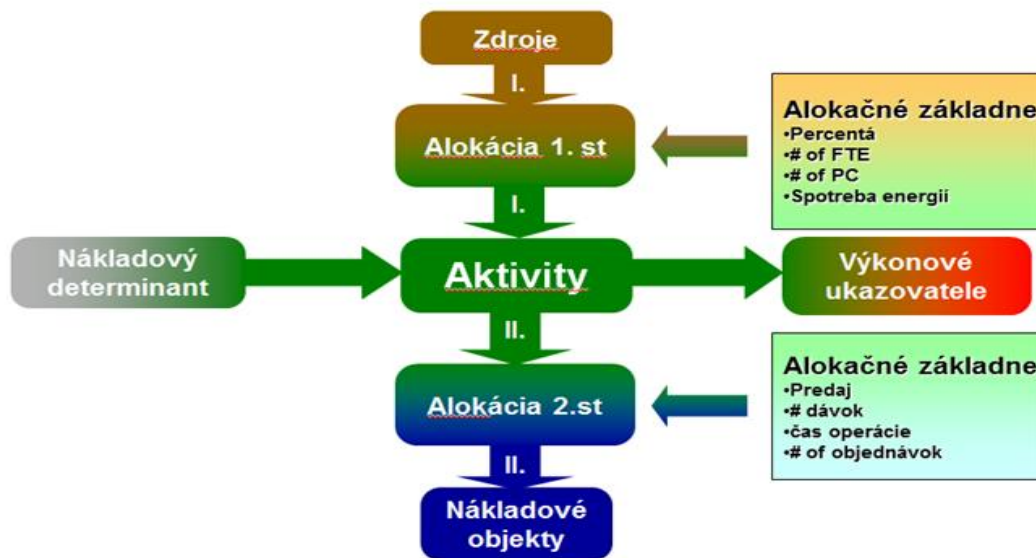 Zdroje
I.
Alokácia 1. st
I.
Alokačné základne
•Percentá
•# of FTE
•# of PC
•Spotreba energií
Nákladový
determinant
Aktivity
Výkonové
ukazovatele
II.
Alokácia 2.st
II.
Alokačné základne
•Predaj
•# dávok
•čas operácie
•# of objednávok
Nákladové
objekty